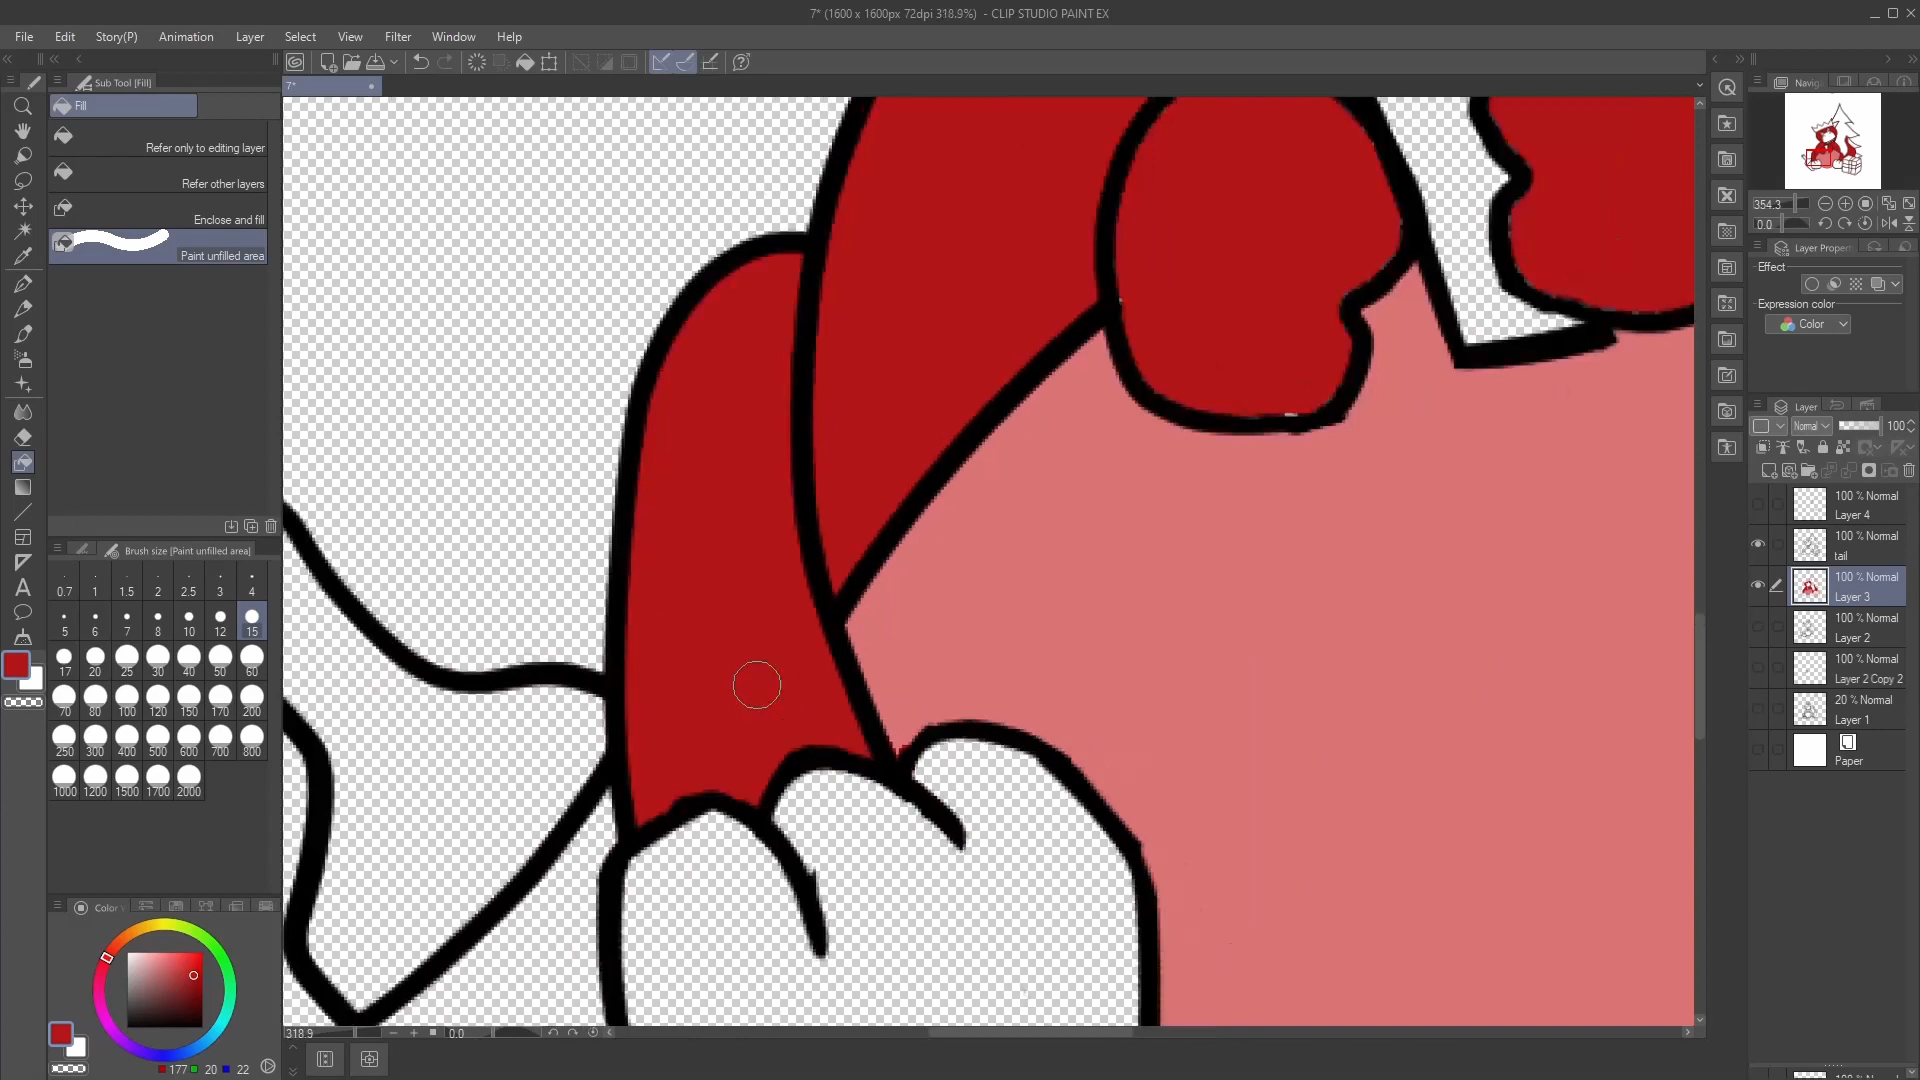 7* (1600 x 1600px 72dpi 318.9%) - CLIP STUDIO PAINT EX
File Edit Story(P) Animation Layer Select View Filter Window Help
Sub Tool [Fill]
7*
Fill
Refer only to editing layer
Refer other layers
Enclose and fill
Paint unfilled area
Brush size [Paint unfilled area]
0.7 1 1.5 2 2.5 3 4
5 6 7 8 10 12 15
17 20 25 30 40 50 60
70 80 100 120 150 170 200
250 300 400 500 600 700 800
1000 1200 1500 1700 2000
Color
177 20 22
318.9 0.0
Navig
354.3
0.0
Layer Propert
Effect
Expression color
Color
Layer
Normal 100
100 % Normal
Layer 4
100 % Normal
tail
100 % Normal
Layer 3
100 % Normal
Layer 2
100 % Normal
Layer 2 Copy 2
20 % Normal
Layer 1
Paper